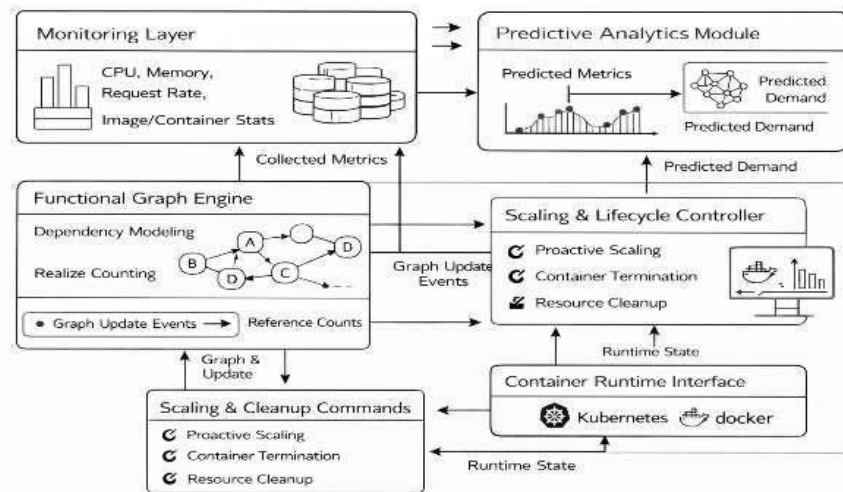 Monitoring Layer
CPU, Memory,
Request Rate,
Image/Container Stats
Predictive Analytics Module
Predicted Metrics
Predicted
Demand
Predicted Demand
Collected Metrics
Predicted Demand
Functional Graph Engine
Dependency Modeling
Realize Counting
A
B
D
C
D
Graph Update Events
Reference Counts
Graph Update
Events
Scaling & Lifecycle Controller
Proactive Scaling
Container Termination
Resource Cleanup
Graph &
Update
Runtime State
Container Runtime Interface
Kubernetes
docker
Scaling & Cleanup Commands
Proactive Scaling
Container Termination
Resource Cleanup
Runtime State